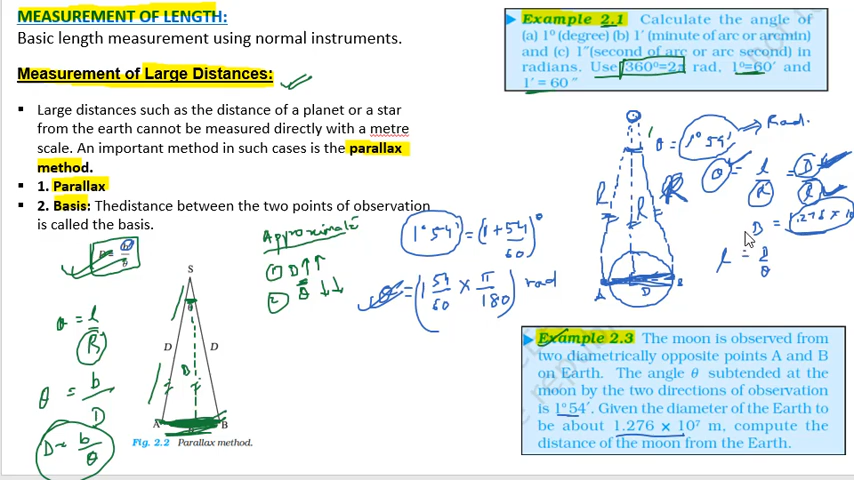 MEASUREMENT OF LENGTH:
Basic length measurement using normal instruments.
Measurement of Large Distances:
▪ Large distances such as the distance of a planet or a star
from the earth cannot be measured directly with a metre
scale. An important method in such cases is the parallax
method.
▪ 1. Parallax
▪ 2. Basis: Thedistance between the two points of observation
is called the basis.
Example 2.1 Calculate the angle of
(a) 1° (degree) (b) 1′ (minute of arc or arcmin)
and (c) 1″(second of arc or arc second) in
radians. Use 360°=2π rad, 1°=60′ and
1′ = 60″
θ = 1° 54′ ⇒ Rad.
θ = l/R = D/l
D = 1.276 × 10
l = D/θ
l
l = R
A D B
Approximate
① D ↑↑
② θ ↓↓
1° 54′ = (1 + 54/60)°
θ = (1 54/60 × π/180) rad
θ = l/R
θ = b/D
D = b/θ
S
θ
D D
A B
Fig. 2.2 Parallax method.
Example 2.3 The moon is observed from
two diametrically opposite points A and B
on Earth. The angle θ subtended at the
moon by the two directions of observation
is 1° 54′. Given the diameter of the Earth to
be about 1.276 × 10⁷ m, compute the
distance of the moon from the Earth.